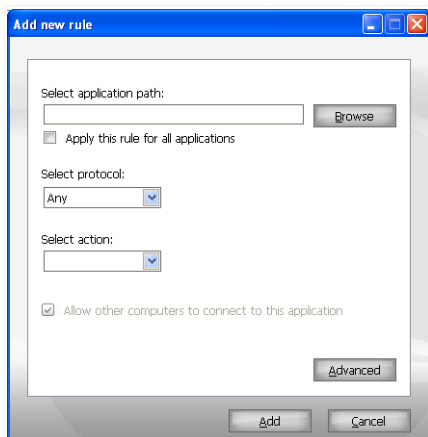 Add new rule
Select application path:
Browse
Apply this rule for all applications
Select protocol:
Any
Select action:
Allow other computers to connect to this application
Advanced
Add
Cancel